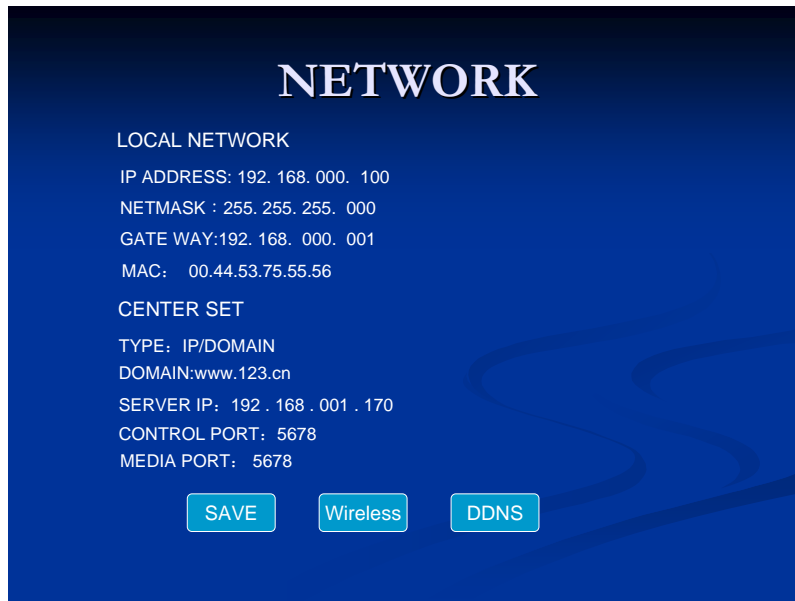 NETWORK
LOCAL NETWORK
IP ADDRESS: 192. 168. 000.  100
NETMASK：255. 255. 255.  000
GATE WAY:192. 168.  000.  001
MAC：  00.44.53.75.55.56
CENTER SET
TYPE：IP/DOMAIN
DOMAIN:www.123.cn
SERVER IP：192 . 168 . 001 . 170
CONTROL PORT：5678
MEDIA PORT：  5678
SAVE Wireless DDNS